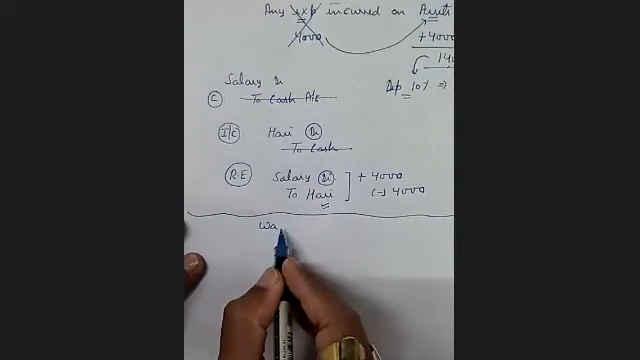 Any exp incurred on Assets
4000
+ 4000
Dep 10% ⇒
Salary Dr
C To Cash A/c
I/C Hari Dr
To Cash
R.E Salary Dr + 4000
To Hari (-) 4000
Wa